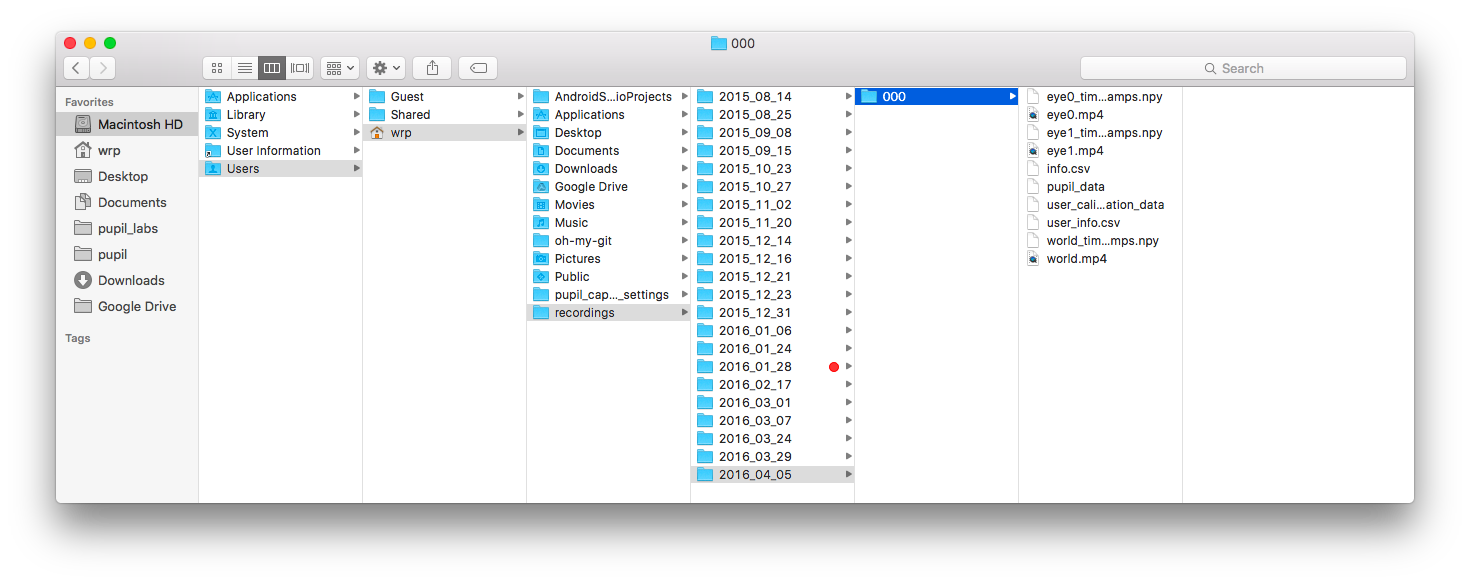 000
Search
Favorites
Macintosh HD
wrp
Desktop
Documents
pupil_labs
pupil
Downloads
Google Drive
Tags
Applications
Library
System
User Information
Users
Guest
Shared
wrp
AndroidS...ioProjects
Applications
Desktop
Documents
Downloads
Google Drive
Movies
Music
oh-my-git
Pictures
Public
pupil_cap..._settings
recordings
2015_08_14
2015_08_25
2015_09_08
2015_09_15
2015_10_23
2015_10_27
2015_11_02
2015_11_20
2015_12_14
2015_12_16
2015_12_21
2015_12_23
2015_12_31
2016_01_06
2016_01_24
2016_01_28
2016_02_17
2016_03_01
2016_03_07
2016_03_24
2016_03_29
2016_04_05
000
eye0_tim...amps.npy
eye0.mp4
eye1_tim...amps.npy
eye1.mp4
info.csv
pupil_data
user_cali...ation_data
user_info.csv
world_tim...mps.npy
world.mp4